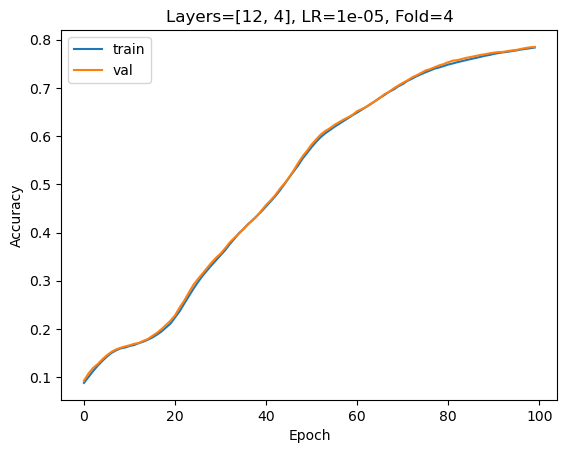 Layers=[12, 4], LR=1e-05, Fold=4
train
val
0.8
0.7
0.6
0.5
0.4
0.3
0.2
0.1
Accuracy
0 20 40 60 80 100
Epoch